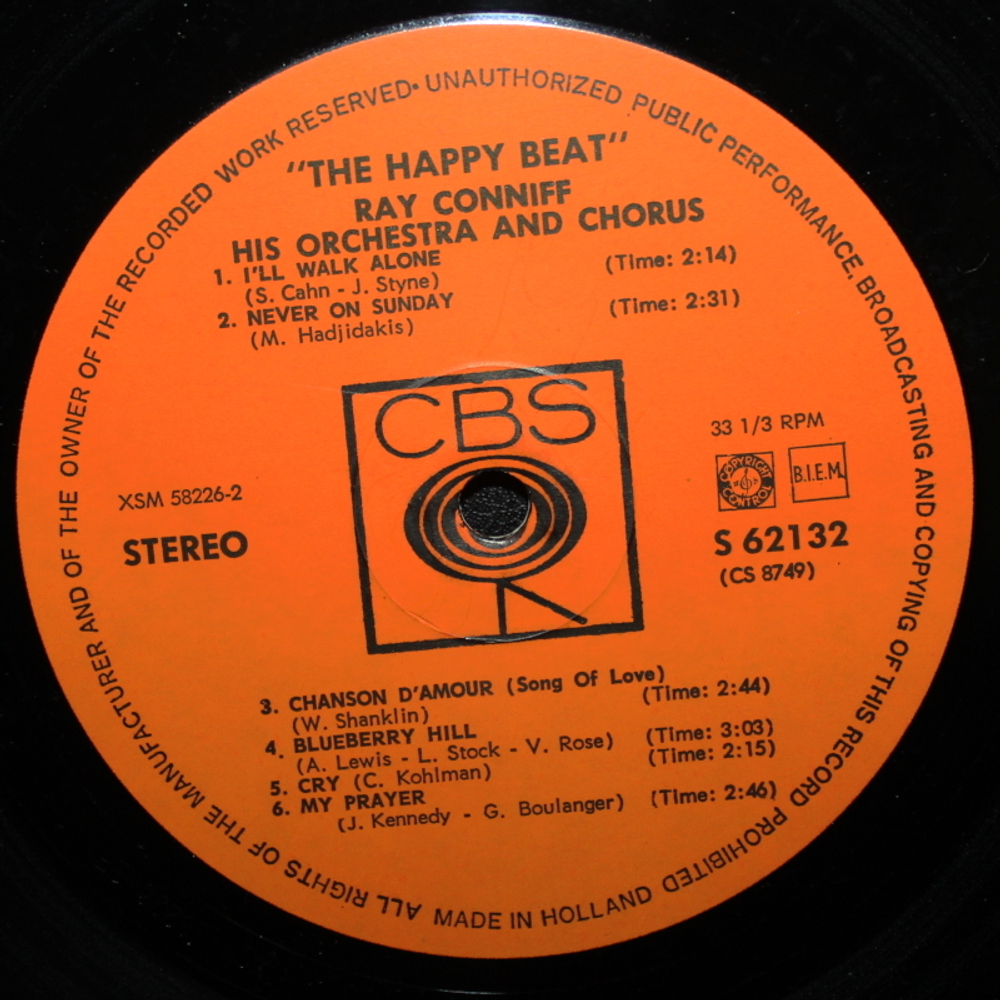 ALL RIGHTS OF THE MANUFACTURER AND OF THE OWNER OF THE RECORDED WORK RESERVED • UNAUTHORIZED PUBLIC PERFORMANCE, BROADCASTING AND COPYING OF THIS RECORD PROHIBITED
"THE HAPPY BEAT"
RAY CONNIFF
HIS ORCHESTRA AND CHORUS
1. I'LL WALK ALONE (Time: 2:14)
(S. Cahn - J. Styne)
2. NEVER ON SUNDAY (Time: 2:31)
(M. Hadjidakis)
CBS
33 1/3 RPM
COPYRIGHT CONTROL
B.I.E.M.
XSM 58226-2
STEREO
S 62132
(CS 8749)
3. CHANSON D'AMOUR (Song Of Love)
(W. Shanklin) (Time: 2:44)
4. BLUEBERRY HILL (Time: 3:03)
(A. Lewis - L. Stock - V. Rose)
5. CRY (C. Kohlman) (Time: 2:15)
6. MY PRAYER
(J. Kennedy - G. Boulanger) (Time: 2:46)
MADE IN HOLLAND